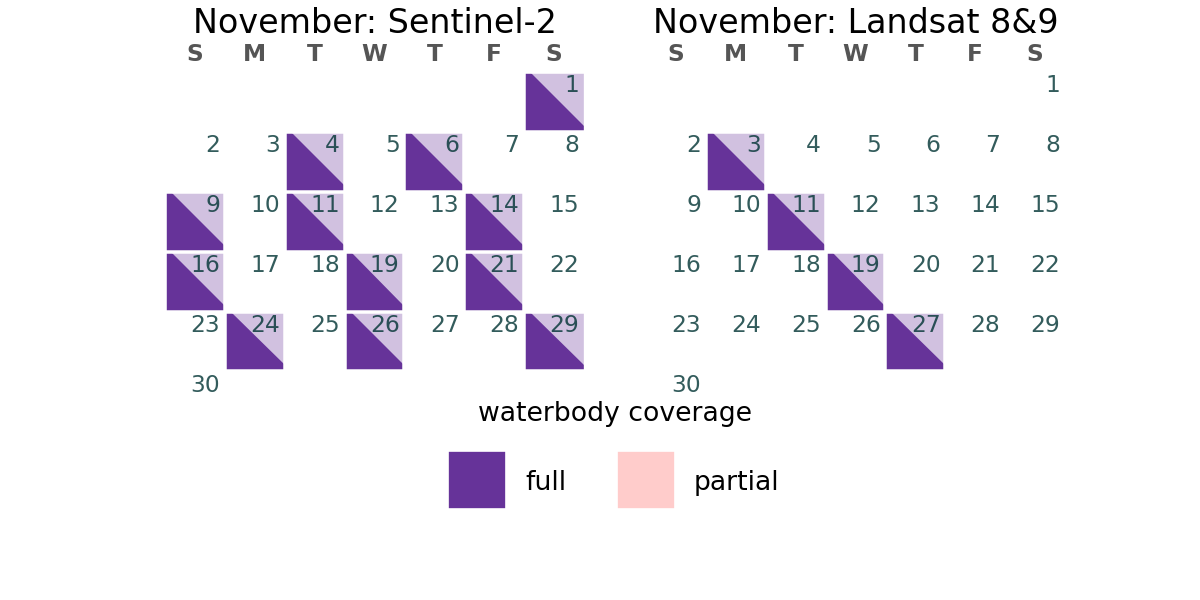 November: Sentinel-2
S M T W T F S
1
2 3 4 5 6 7 8
9 10 11 12 13 14 15
16 17 18 19 20 21 22
23 24 25 26 27 28 29
30
November: Landsat 8&9
S M T W T F S
1
2 3 4 5 6 7 8
9 10 11 12 13 14 15
16 17 18 19 20 21 22
23 24 25 26 27 28 29
30
waterbody coverage
full partial